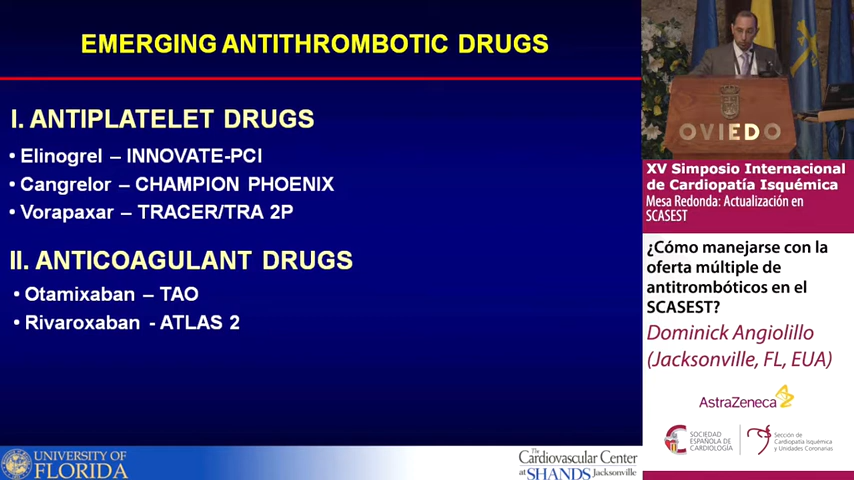 EMERGING ANTITHROMBOTIC DRUGS
I. ANTIPLATELET DRUGS
• Elinogrel – INNOVATE-PCI
• Cangrelor – CHAMPION PHOENIX
• Vorapaxar – TRACER/TRA 2P
II. ANTICOAGULANT DRUGS
• Otamixaban – TAO
• Rivaroxaban - ATLAS 2
UNIVERSITY OF
FLORIDA
The
Cardiovascular Center
at SHANDS Jacksonville
OVIEDO
XV Simposio Internacional
de Cardiopatía Isquémica
Mesa Redonda: Actualización en
SCASEST
¿Cómo manejarse con la
oferta múltiple de
antitrombóticos en el
SCASEST?
Dominick Angiolillo
(Jacksonville, FL, EUA)
AstraZeneca
SOCIEDAD
ESPAÑOLA DE
CARDIOLOGÍA
Sección de
Cardiopatía Isquémica
y Unidades Coronarias